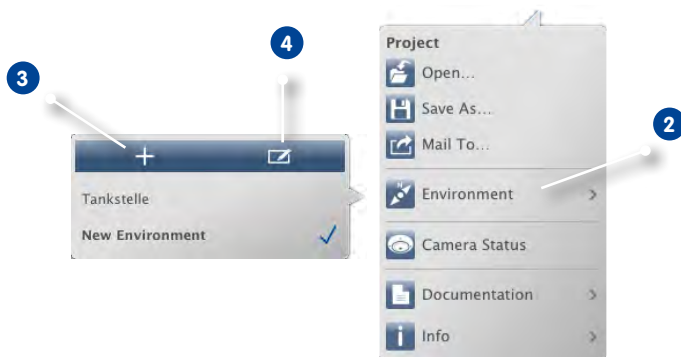 4
Project
3
Open...
Save As...
2
Mail To...
Tankstelle
Environment
New Environment
Camera Status
Documentation
Info